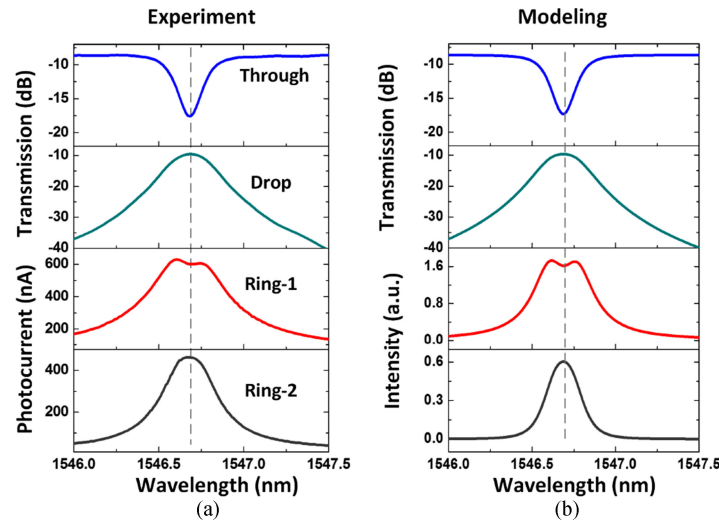 Experiment
Modeling
Transmission (dB)
-10
-15
-20
Through
-10
-20
-30
-40
Drop
Photocurrent (nA)
600
400
200
Ring-1
400
200
Ring-2
1546.0 1546.5 1547.0 1547.5
Wavelength (nm)
(a)
Transmission (dB)
-10
-15
-20
-10
-20
-30
-40
Intensity (a.u.)
1.6
0.8
0.0
0.6
0.3
0.0
1546.0 1546.5 1547.0 1547.5
Wavelength (nm)
(b)